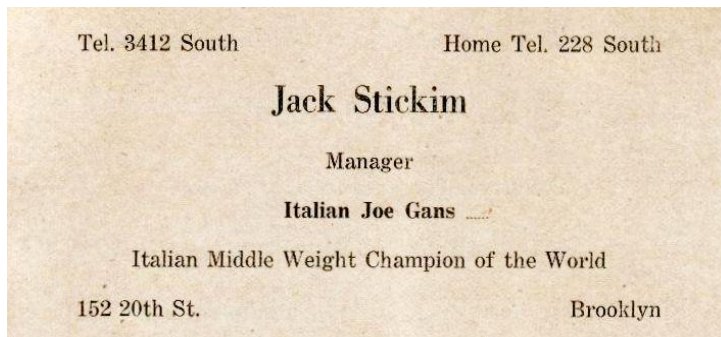 Tel. 3412 South Home Tel. 228 South
Jack Stickim
Manager
Italian Joe Gans
Italian Middle Weight Champion of the World
152 20th St. Brooklyn